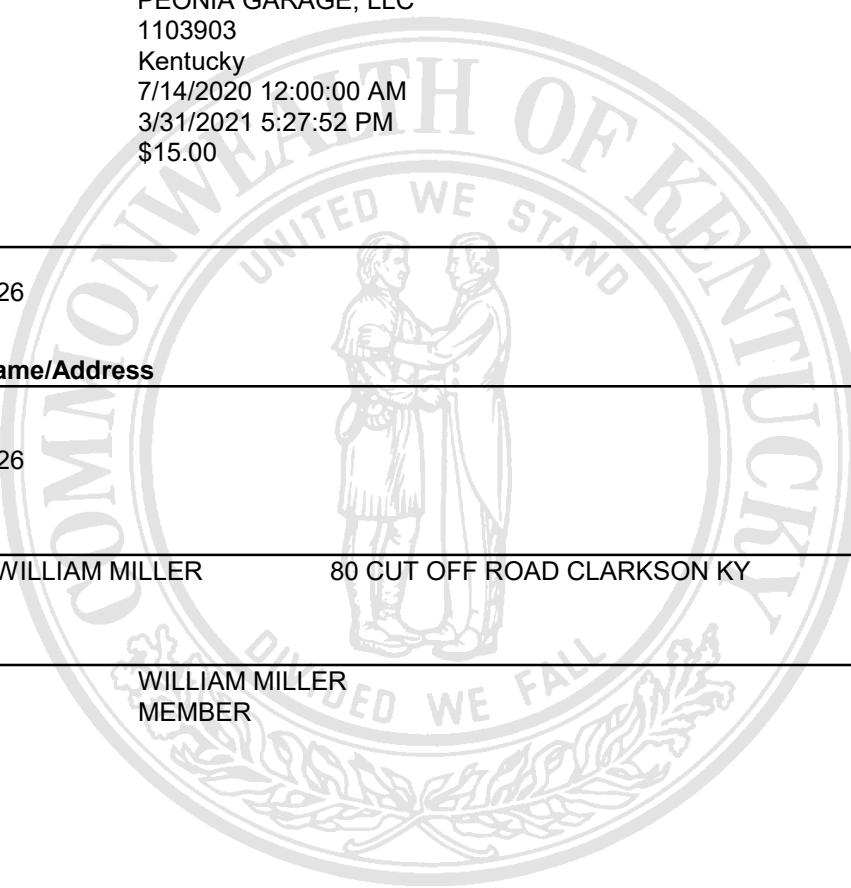 PEONIA GARAGE, LLC
1103903
Kentucky
7/14/2020 12:00:00 AM
3/31/2021 5:27:52 PM
$15.00
COMMONWEALTH OF KENTUCKY
UNITED WE STAND
26
ame/Address
26
WILLIAM MILLER 80 CUT OFF ROAD CLARKSON KY
DIVIDED WE FALL
WILLIAM MILLER
MEMBER